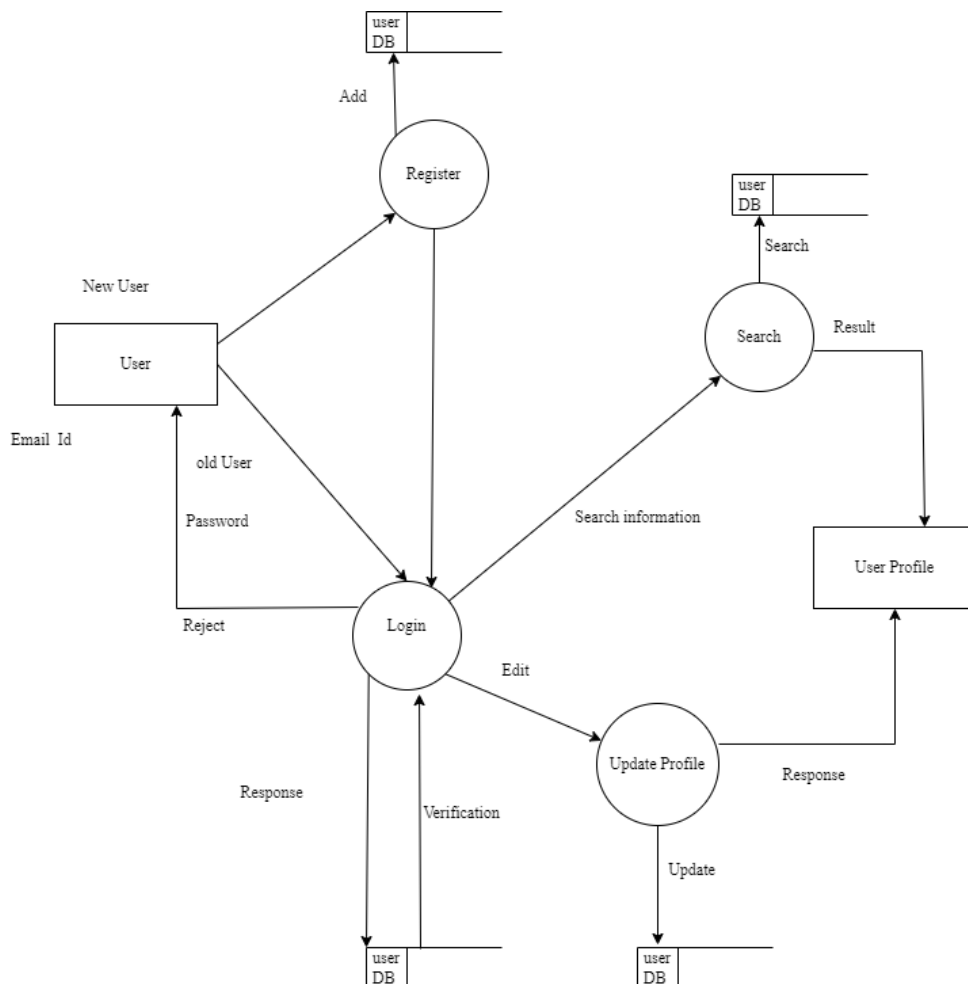 user
DB
Add
Register
user
DB
Search
New User
Result
Search
User
Email Id
old User
Password
Search information
User Profile
Reject
Login
Edit
Update Profile
Response
Response
Verification
Update
user
DB
user
DB